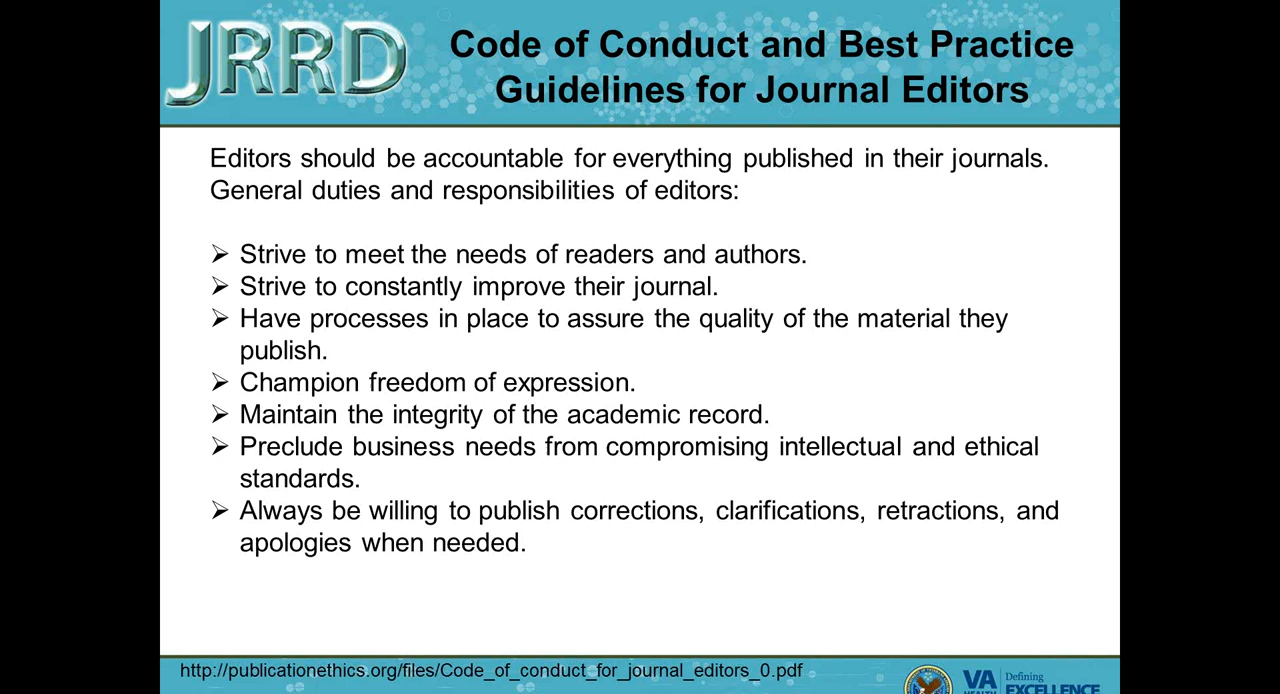 JRRD
Code of Conduct and Best Practice
Guidelines for Journal Editors
Editors should be accountable for everything published in their journals.
General duties and responsibilities of editors:
➢ Strive to meet the needs of readers and authors.
➢ Strive to constantly improve their journal.
➢ Have processes in place to assure the quality of the material they
publish.
➢ Champion freedom of expression.
➢ Maintain the integrity of the academic record.
➢ Preclude business needs from compromising intellectual and ethical
standards.
➢ Always be willing to publish corrections, clarifications, retractions, and
apologies when needed.
http://publicationethics.org/files/Code_of_conduct_for_journal_editors_0.pdf
VA
HEALTH
Defining
EXCELLENCE